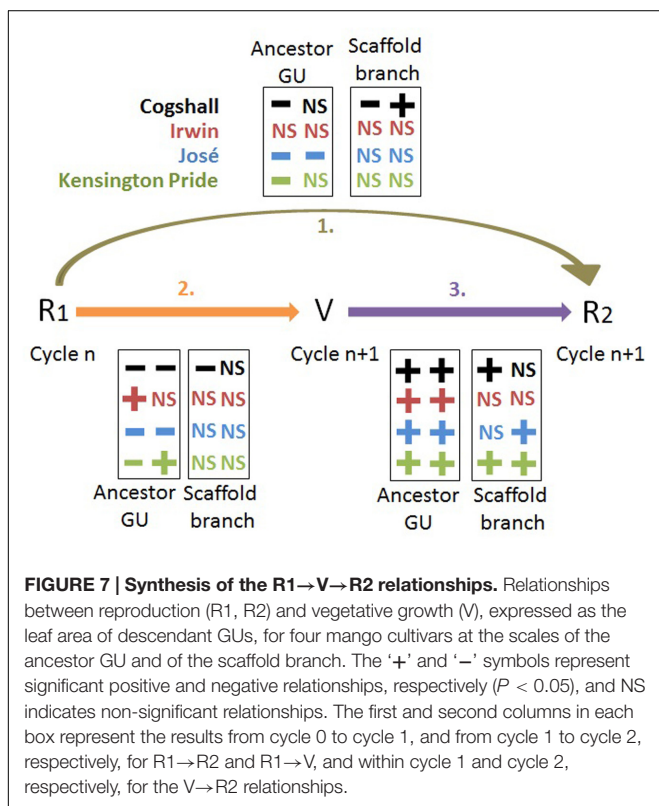 Ancestor GU
Scaffold branch
Cogshall − NS − +
Irwin NS NS NS NS
José − − NS NS
Kensington Pride − NS NS NS
1.
R1 2. V 3. R2
Cycle n Cycle n+1 Cycle n+1
− − − NS + + + NS
+ NS NS NS + + NS NS
− − NS NS + + NS +
− + NS NS + + + +
Ancestor GU
Scaffold branch
Ancestor GU
Scaffold branch
FIGURE 7 | Synthesis of the R1→V→R2 relationships. Relationships
between reproduction (R1, R2) and vegetative growth (V), expressed as the
leaf area of descendant GUs, for four mango cultivars at the scales of the
ancestor GU and of the scaffold branch. The ‘+’ and ‘−’ symbols represent
significant positive and negative relationships, respectively (P < 0.05), and NS
indicates non-significant relationships. The first and second columns in each
box represent the results from cycle 0 to cycle 1, and from cycle 1 to cycle 2,
respectively, for R1→R2 and R1→V, and within cycle 1 and cycle 2,
respectively, for the V→R2 relationships.